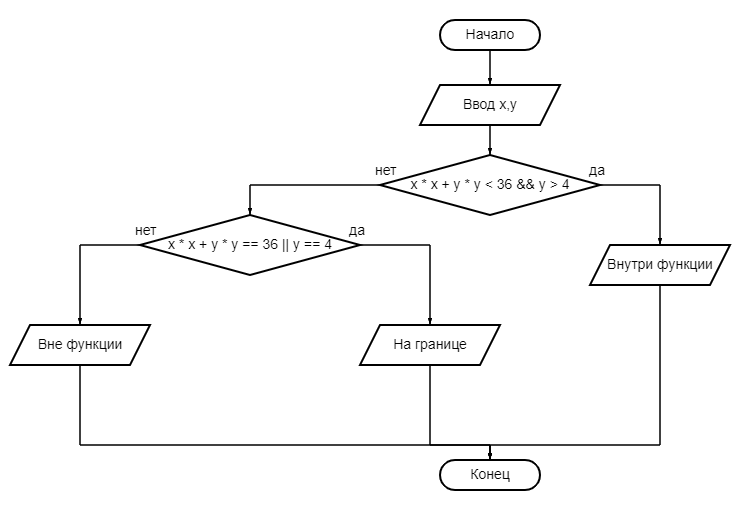 Начало
Ввод x,y
нет
да
x * x + y * y < 36 && y > 4
нет
да
x * x + y * y == 36 || y == 4
Внутри функции
Вне функции
На границе
Конец